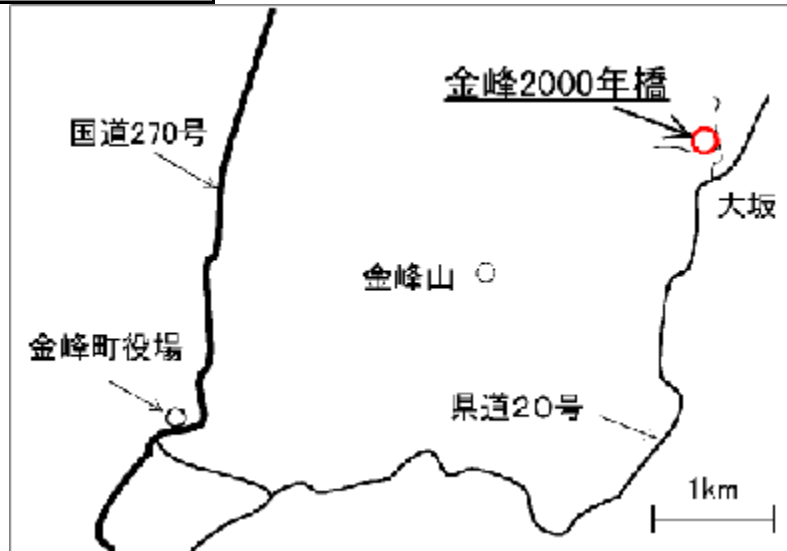 金峰2000年橋
国道270号
大坂
金峰山
金峰町役場
県道20号
1km